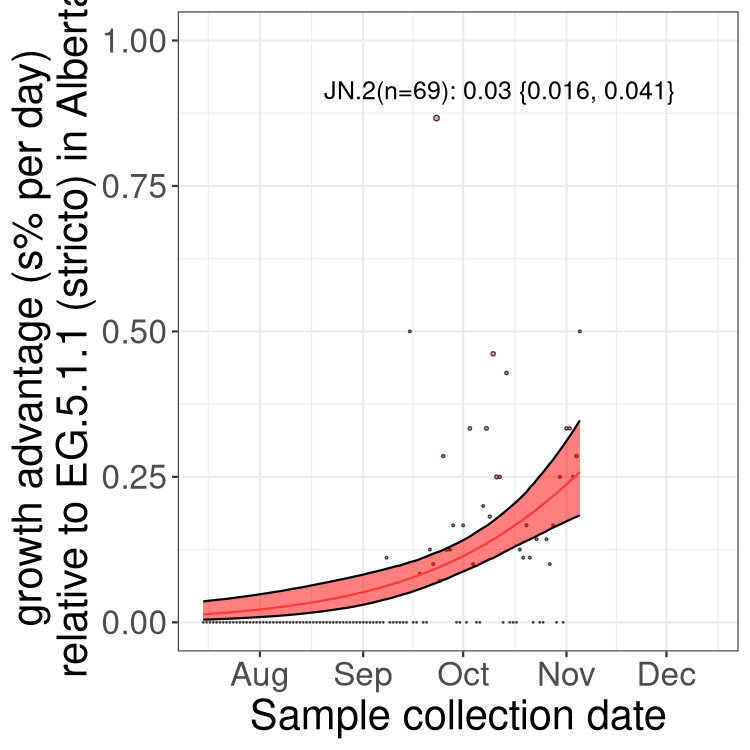 growth advantage (s% per day)
relative to EG.5.1.1 (stricto) in Alberta
1.00
0.75
0.50
0.25
0.00
JN.2(n=69): 0.03 {0.016, 0.041}
Aug Sep Oct Nov Dec
Sample collection date